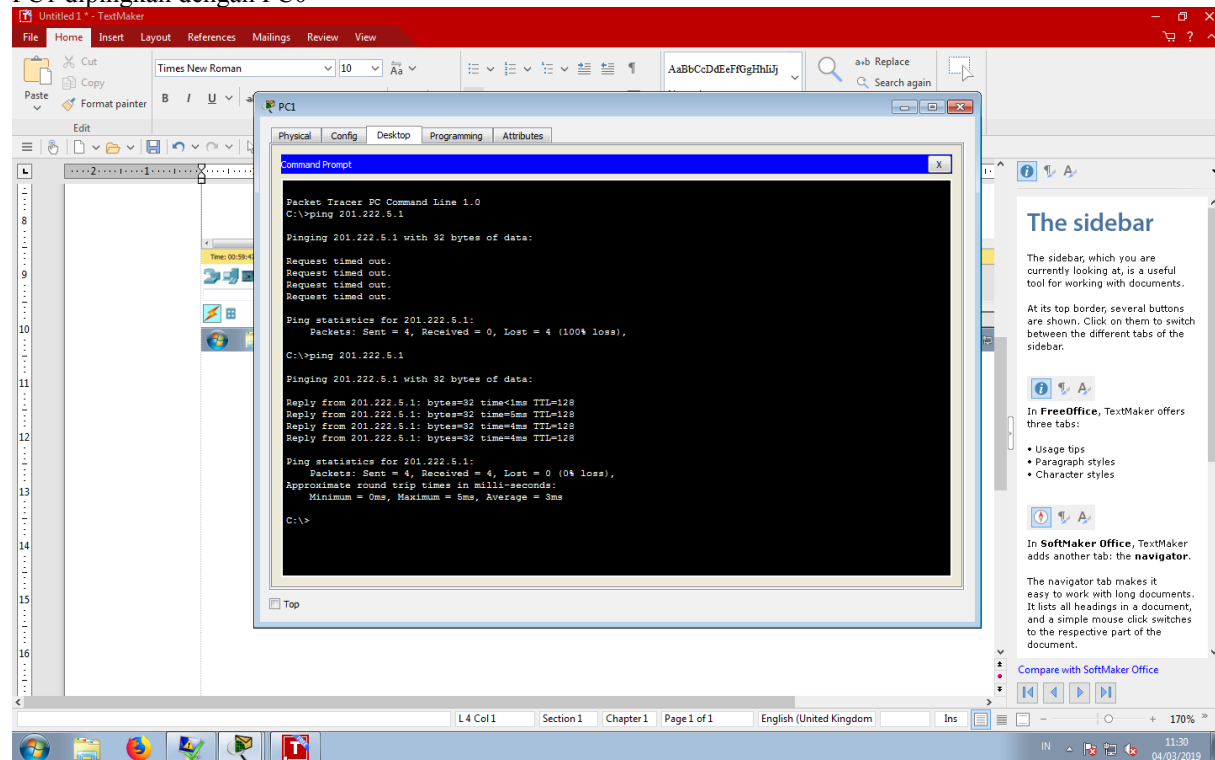 PC1 dipingkan dengan PC0
Untitled 1 * - TextMaker
File Home Insert Layout References Mailings Review View
Paste
Cut
Copy
Format painter
Edit
Times New Roman
10
B I U
AaBbCcDdEeFfGgHhIiJj
Replace
Search again
PC1
Physical Config Desktop Programming Attributes
Command Prompt
X
Packet Tracer PC Command Line 1.0
C:\>ping 201.222.5.1
Pinging 201.222.5.1 with 32 bytes of data:
Request timed out.
Request timed out.
Request timed out.
Request timed out.
Ping statistics for 201.222.5.1:
Packets: Sent = 4, Received = 0, Lost = 4 (100% loss),
C:\>ping 201.222.5.1
Pinging 201.222.5.1 with 32 bytes of data:
Reply from 201.222.5.1: bytes=32 time<1ms TTL=128
Reply from 201.222.5.1: bytes=32 time=5ms TTL=128
Reply from 201.222.5.1: bytes=32 time=4ms TTL=128
Reply from 201.222.5.1: bytes=32 time=4ms TTL=128
Ping statistics for 201.222.5.1:
Packets: Sent = 4, Received = 4, Lost = 0 (0% loss),
Approximate round trip times in milli-seconds:
Minimum = 0ms, Maximum = 5ms, Average = 3ms
C:\>
Top
The sidebar
The sidebar, which you are
currently looking at, is a useful
tool for working with documents.
At its top border, several buttons
are shown. Click on them to switch
between the different tabs of the
sidebar.
In FreeOffice, TextMaker offers
three tabs:
• Usage tips
• Paragraph styles
• Character styles
In SoftMaker Office, TextMaker
adds another tab: the navigator.
The navigator tab makes it
easy to work with long documents.
It lists all headings in a document,
and a simple mouse click switches
to the respective part of the
document.
Compare with SoftMaker Office
L 4 Col 1 Section 1 Chapter 1 Page 1 of 1 English (United Kingdom) Ins 170%
IN
11:30
04/03/2019